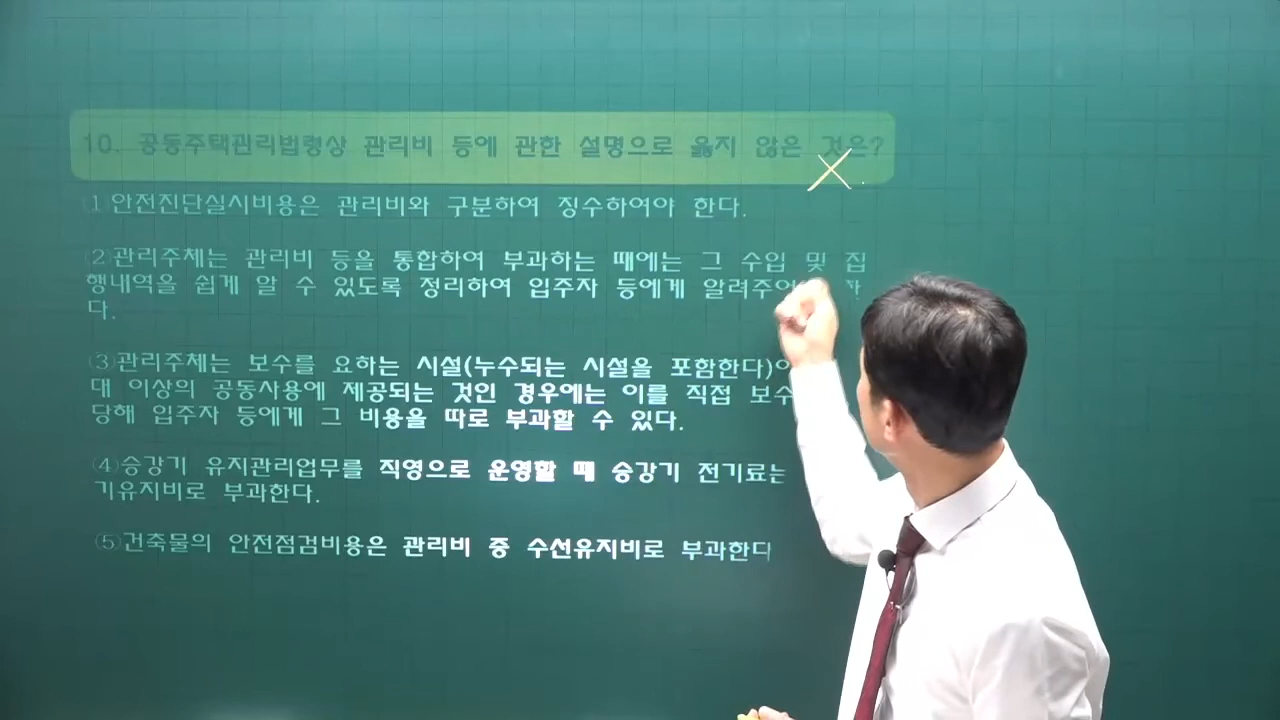 10. 공동주택관리법령상 관리비 등에 관한 설명으로 옳지 않은 것은?
(1)안전진단실시비용은 관리비와 구분하여 징수하여야 한다.
(2)관리주체는 관리비 등을 통합하여 부과하는 때에는 그 수입 및 집
행내역을 쉽게 알 수 있도록 정리하여 입주자 등에게 알려주어
다.
(3)관리주체는 보수를 요하는 시설(누수되는 시설을 포함한다)이
대 이상의 공동사용에 제공되는 것인 경우에는 이를 직접 보수
당해 입주자 등에게 그 비용을 따로 부과할 수 있다.
(4)승강기 유지관리업무를 직영으로 운영할 때 승강기 전기료는
기유지비로 부과한다.
(5)건축물의 안전점검비용은 관리비 중 수선유지비로 부과한다